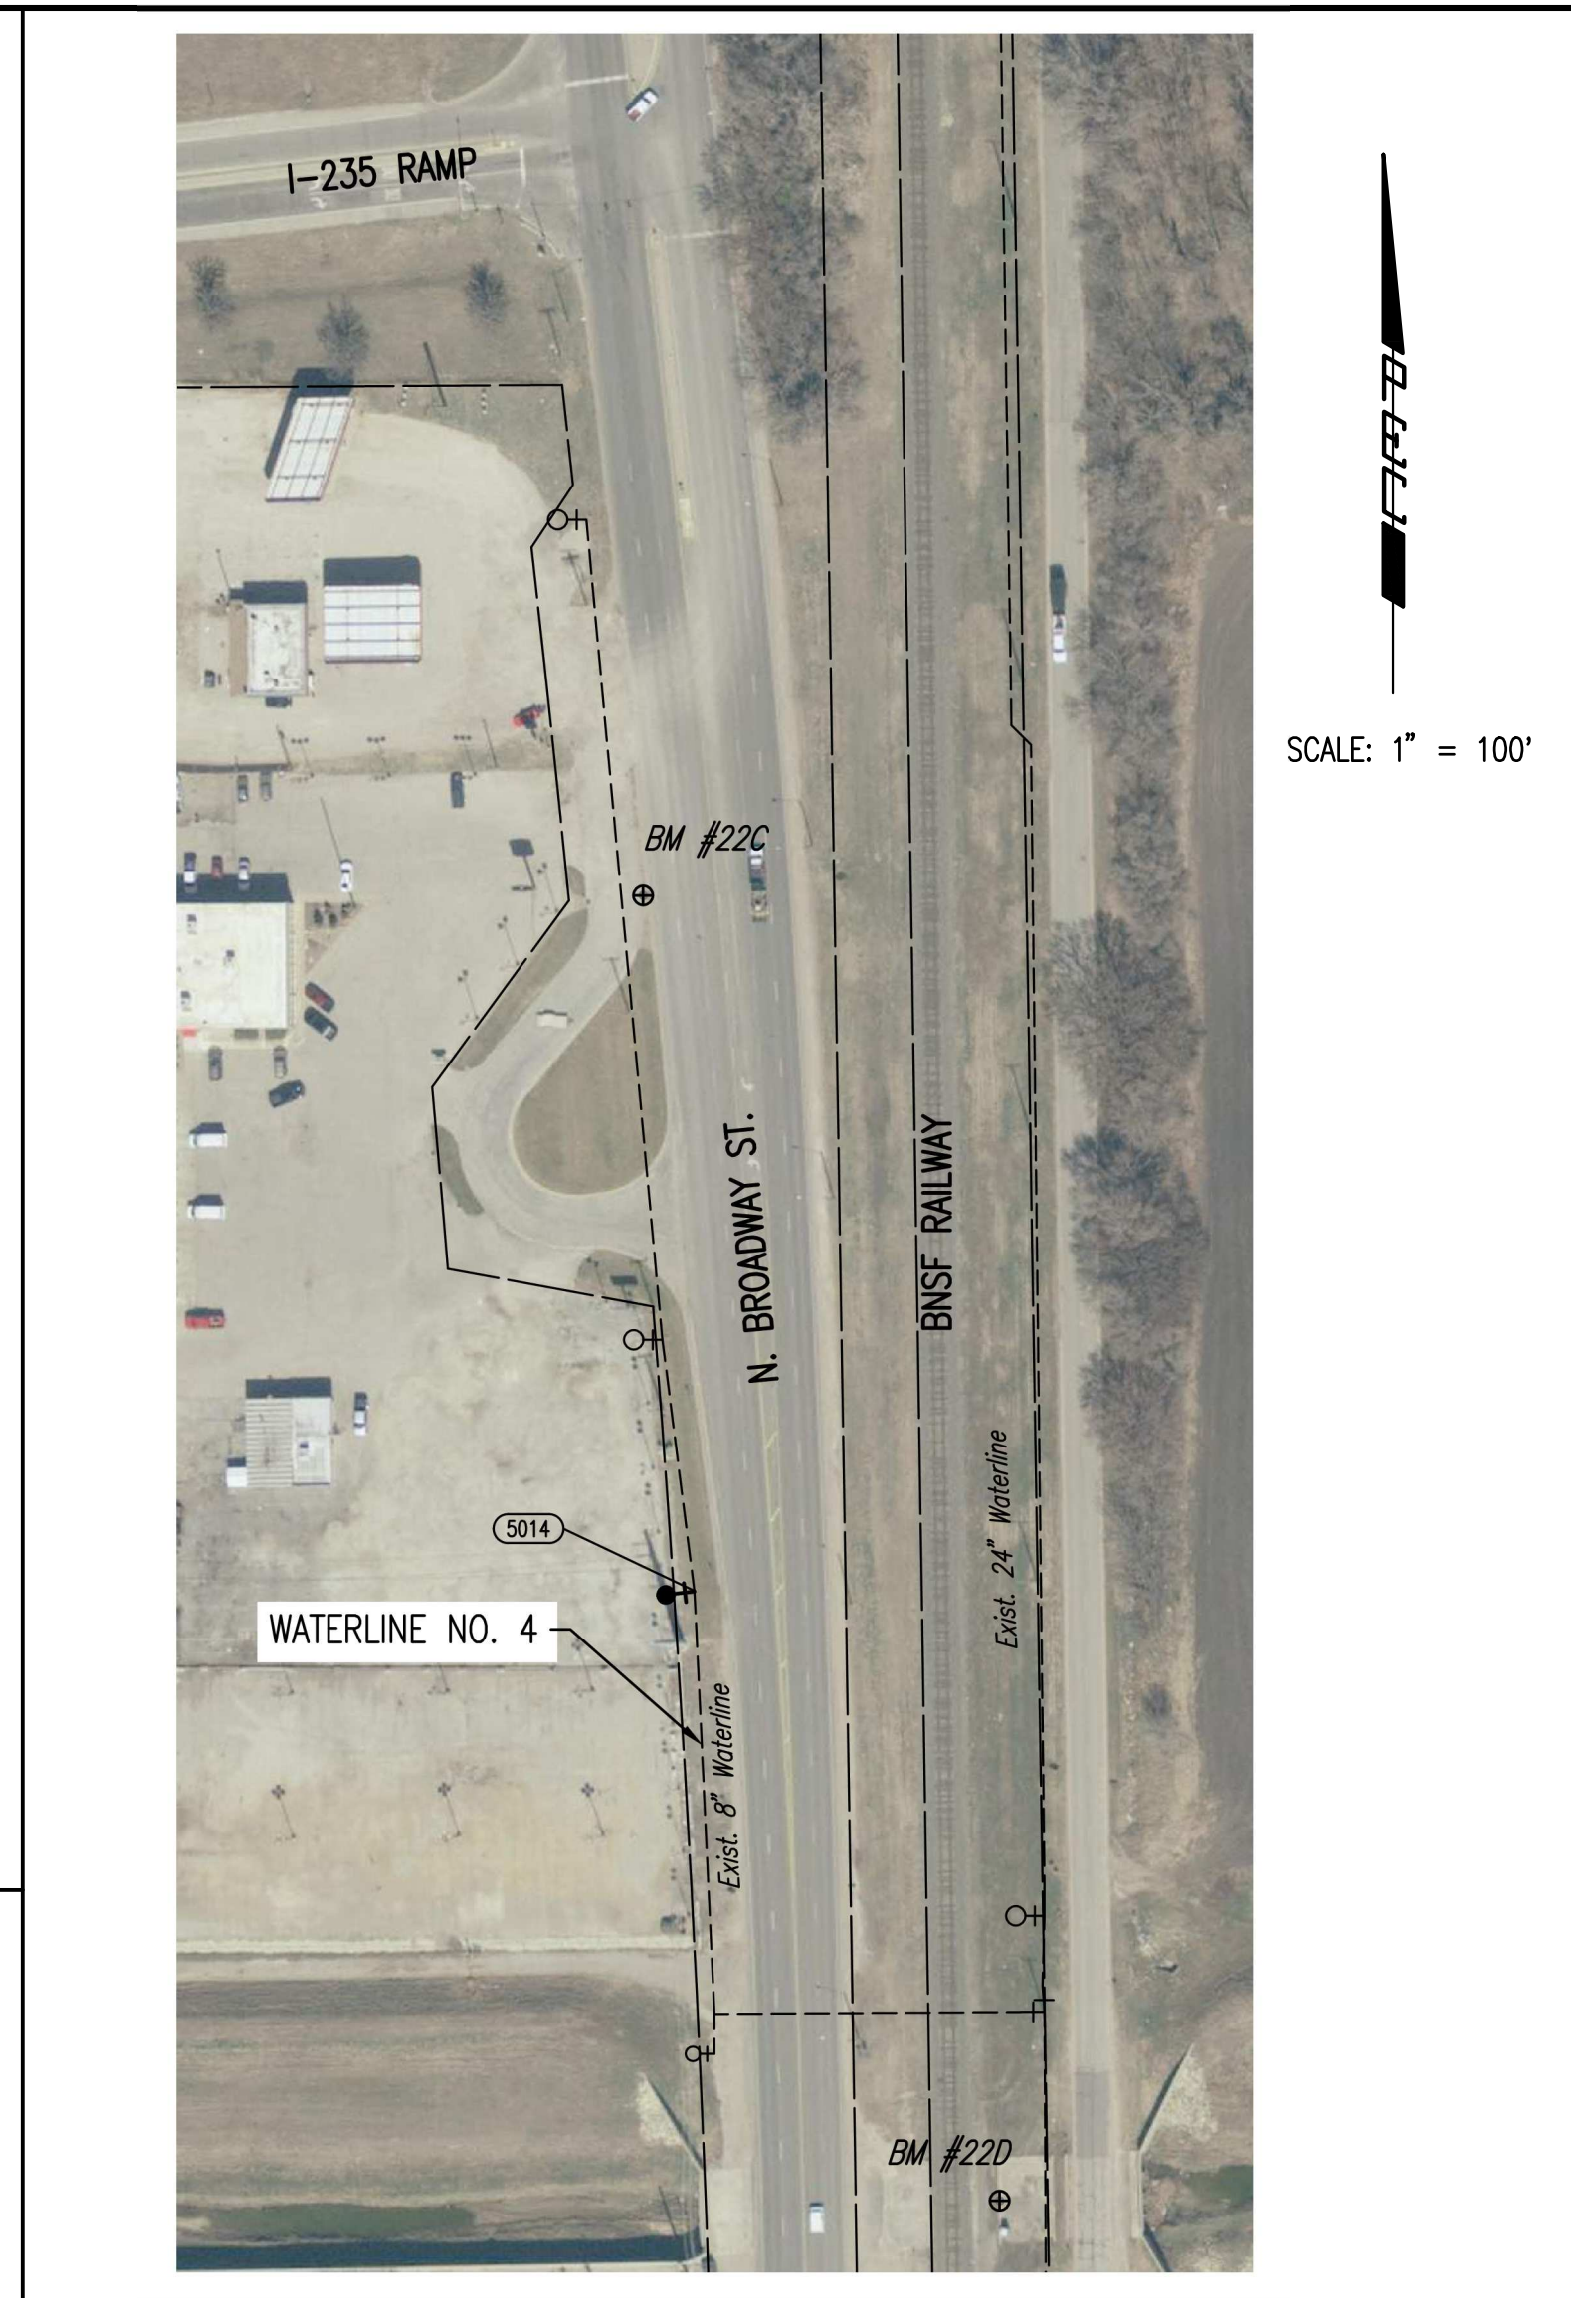 I-235 RAMP
SCALE: 1" = 100'
BM #22C
N. BROADWAY ST.
BNSF RAILWAY
Exist. 24" Waterline
5014
WATERLINE NO. 4
Exist. 8" Waterline
BM #22D